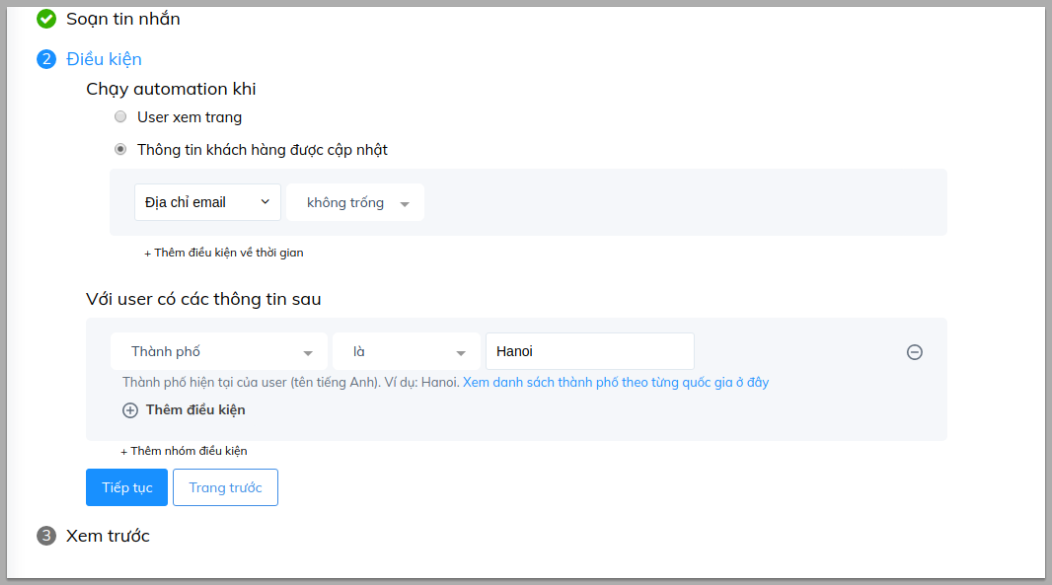 Soạn tin nhắn
2 Điều kiện
Chạy automation khi
User xem trang
Thông tin khách hàng được cập nhật
Địa chỉ email không trống
+ Thêm điều kiện về thời gian
Với user có các thông tin sau
Thành phố là Hanoi
Thành phố hiện tại của user (tên tiếng Anh). Ví dụ: Hanoi. Xem danh sách thành phố theo từng quốc gia ở đây
Thêm điều kiện
+ Thêm nhóm điều kiện
Tiếp tục Trang trước
3 Xem trước